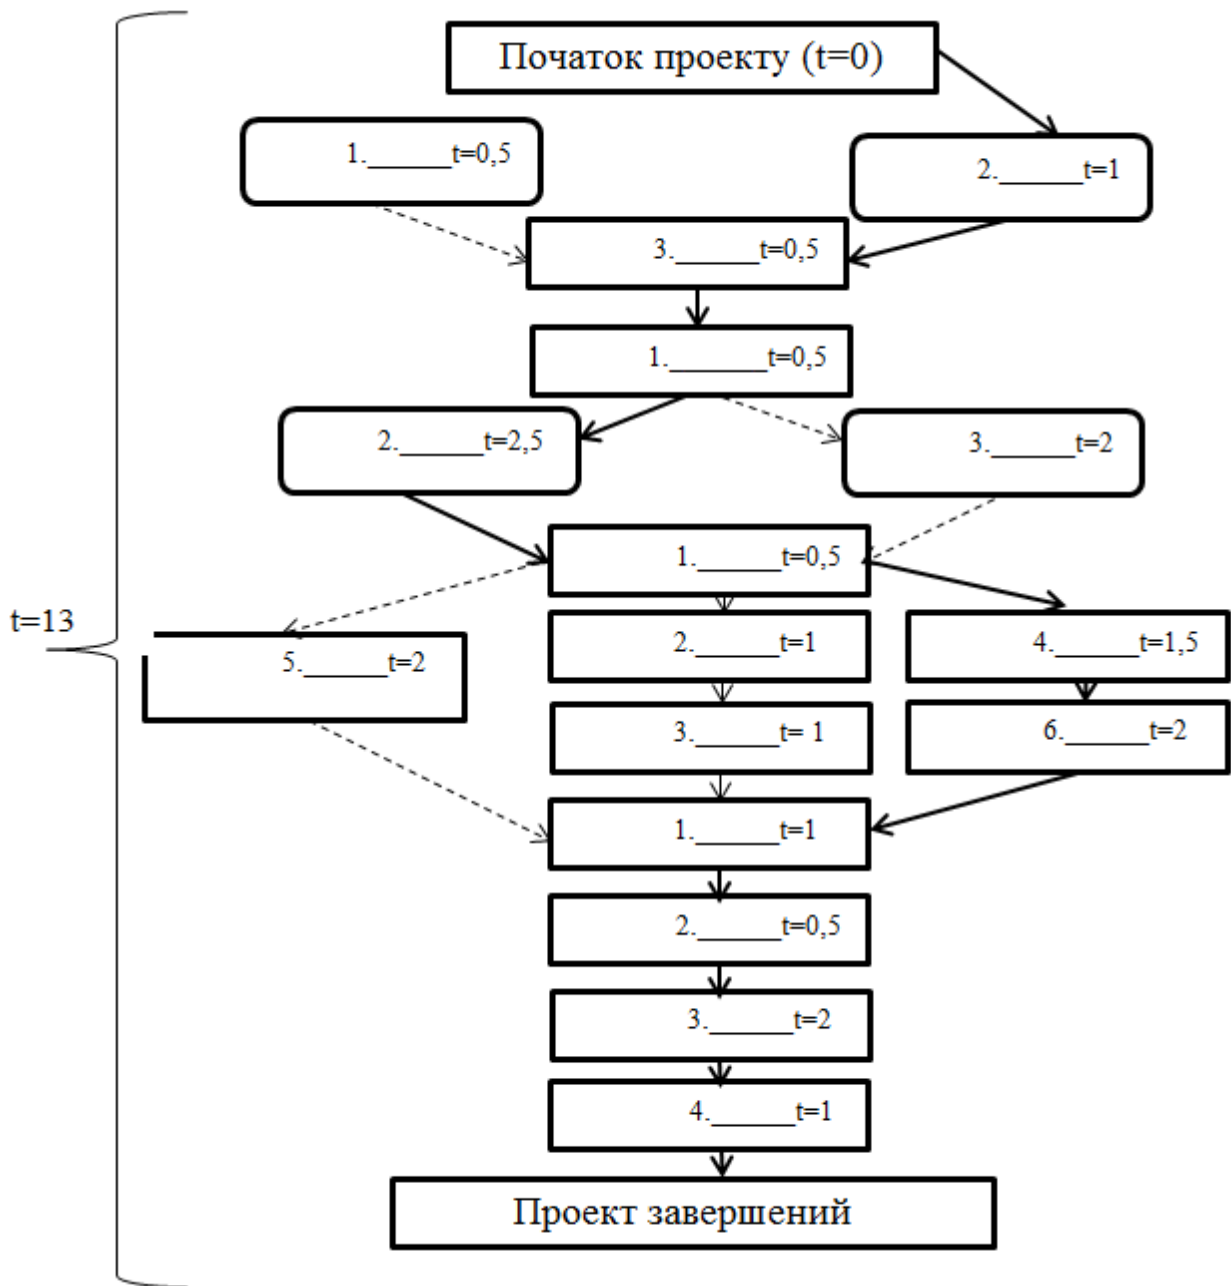 Початок проекту (t=0)
1.______t=0,5
2.______t=1
3.______t=0,5
1._______t=0,5
2.______t=2,5
3.______t=2
1.______t=0,5
t=13
2.______t=1
4.______t=1,5
5.______t=2
3.______t= 1
6.______t=2
1.______t=1
2.______t=0,5
3.______t=2
4.______t=1
Проект завершений